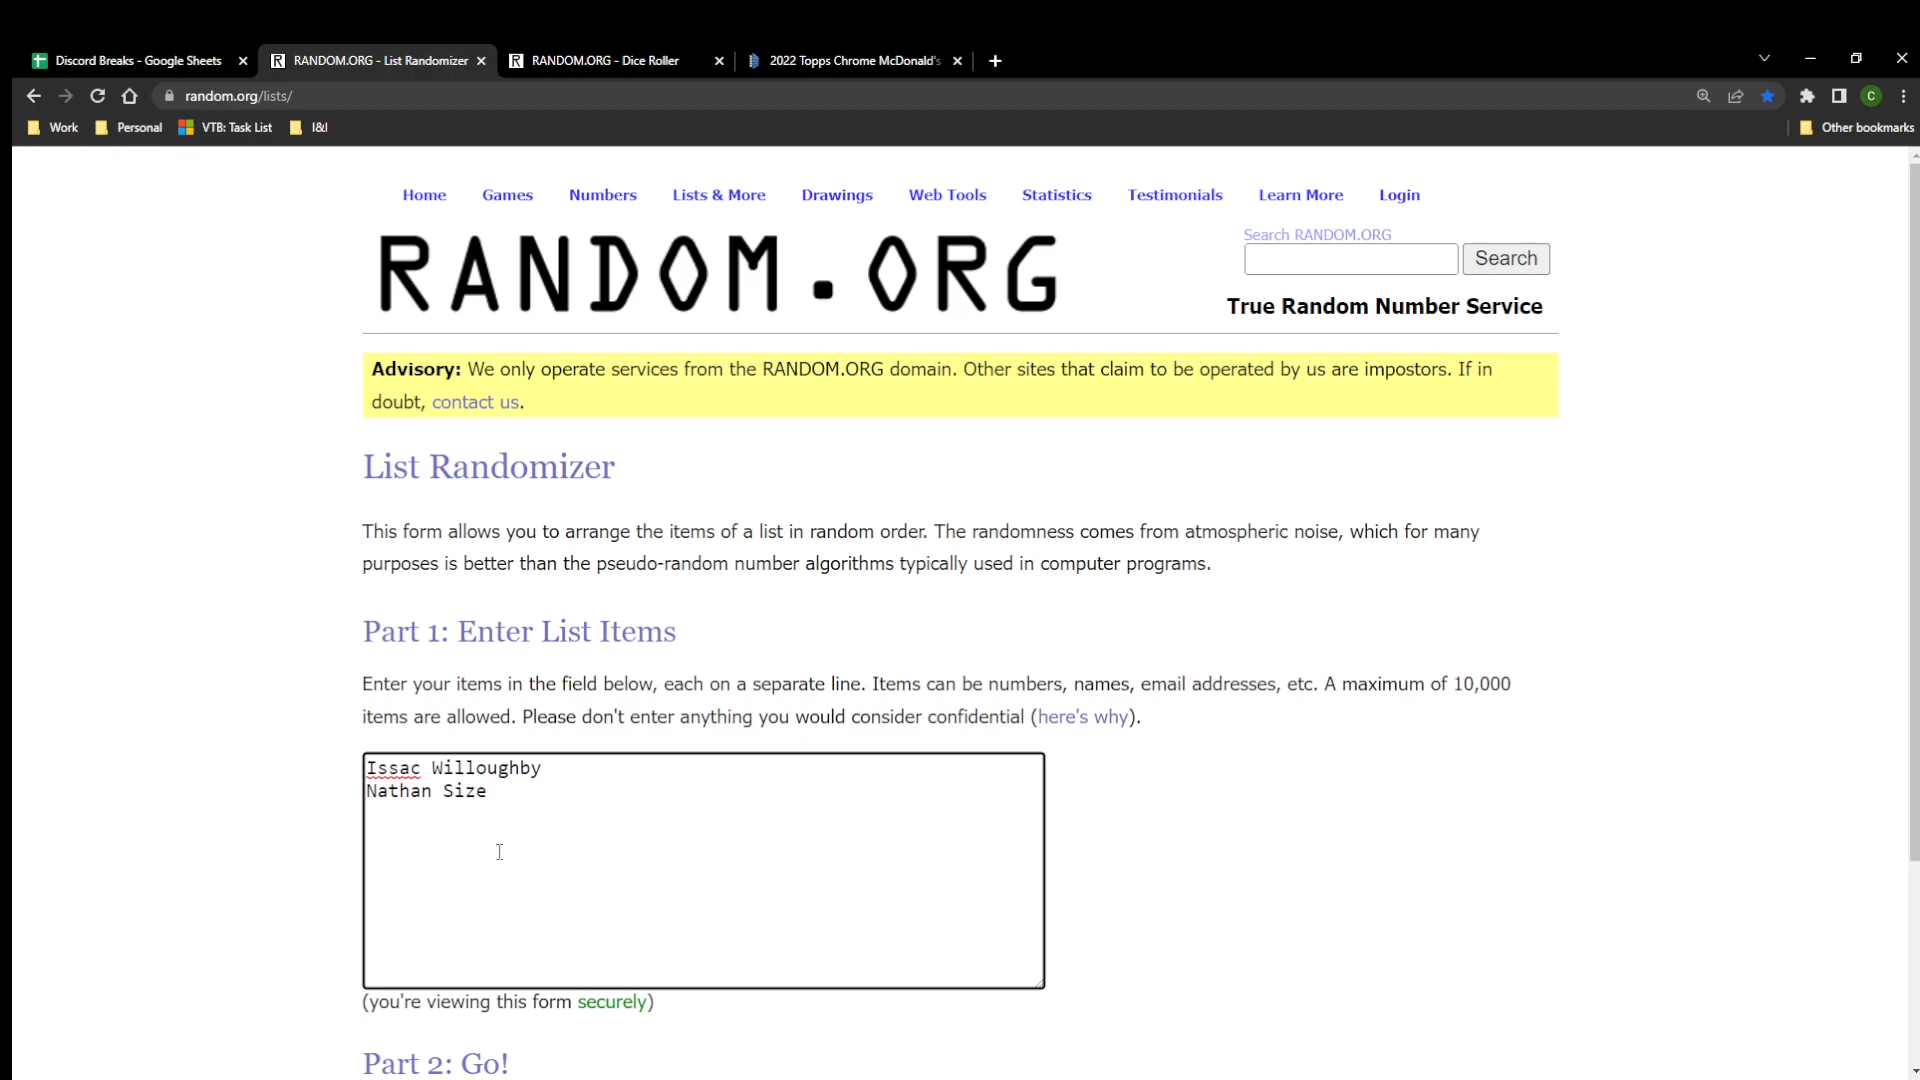 Discord Breaks - Google Sheets
RANDOM.ORG - List Randomizer
RANDOM.ORG - Dice Roller
2022 Topps Chrome McDonald's
random.org/lists/
C
Work
Personal
VTB: Task List
I&I
Other bookmarks
Home
Games
Numbers
Lists & More
Drawings
Web Tools
Statistics
Testimonials
Learn More
Login
RANDOM.ORG
Search RANDOM.ORG
Search
True Random Number Service
Advisory: We only operate services from the RANDOM.ORG domain. Other sites that claim to be operated by us are impostors. If in
doubt, contact us.
List Randomizer
This form allows you to arrange the items of a list in random order. The randomness comes from atmospheric noise, which for many
purposes is better than the pseudo-random number algorithms typically used in computer programs.
Part 1: Enter List Items
Enter your items in the field below, each on a separate line. Items can be numbers, names, email addresses, etc. A maximum of 10,000
items are allowed. Please don't enter anything you would consider confidential (here's why).
Issac Willoughby
Nathan Size
(you're viewing this form securely)
Part 2: Go!